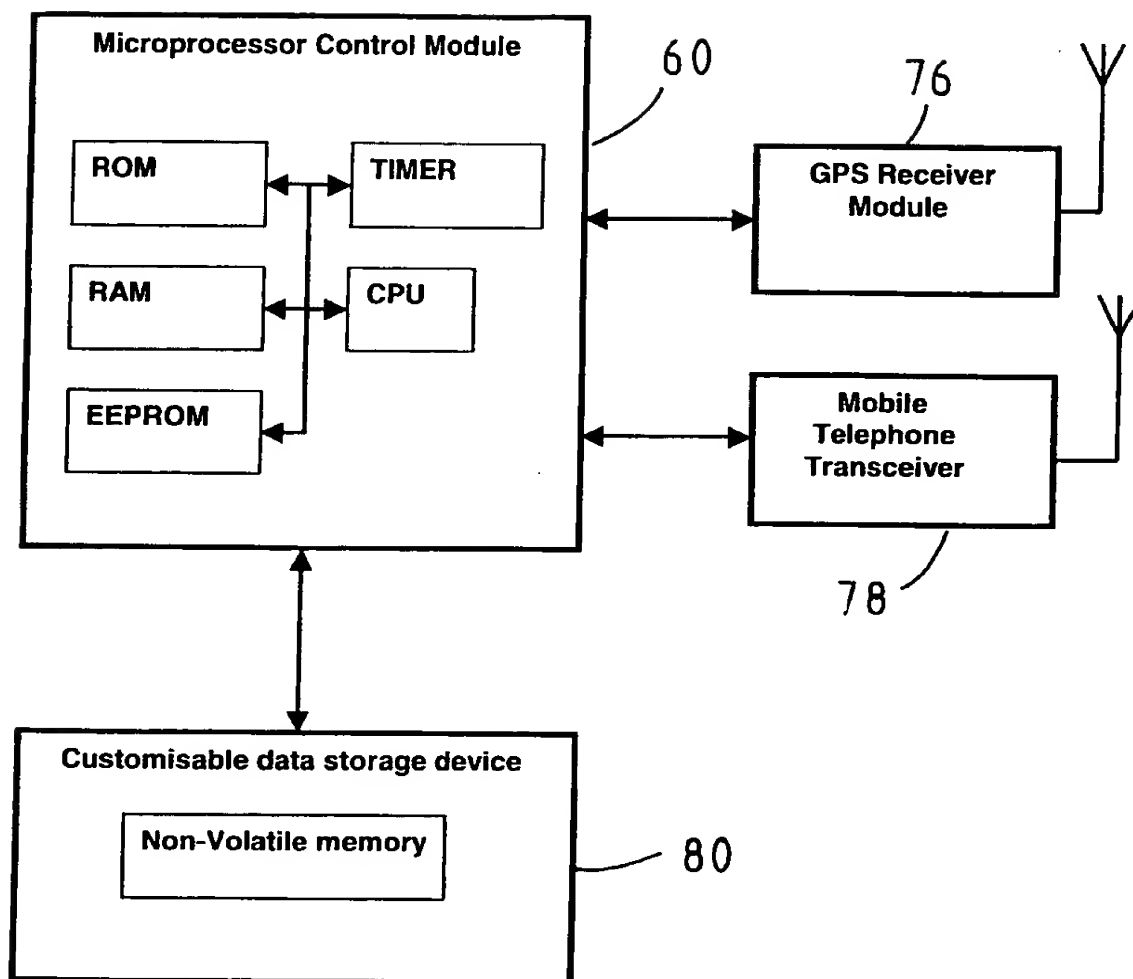 Microprocessor Control Module
60
76
ROM
TIMER
GPS Receiver
Module
RAM
CPU
EEPROM
Mobile
Telephone
Transceiver
78
Customisable data storage device
Non-Volatile memory
80